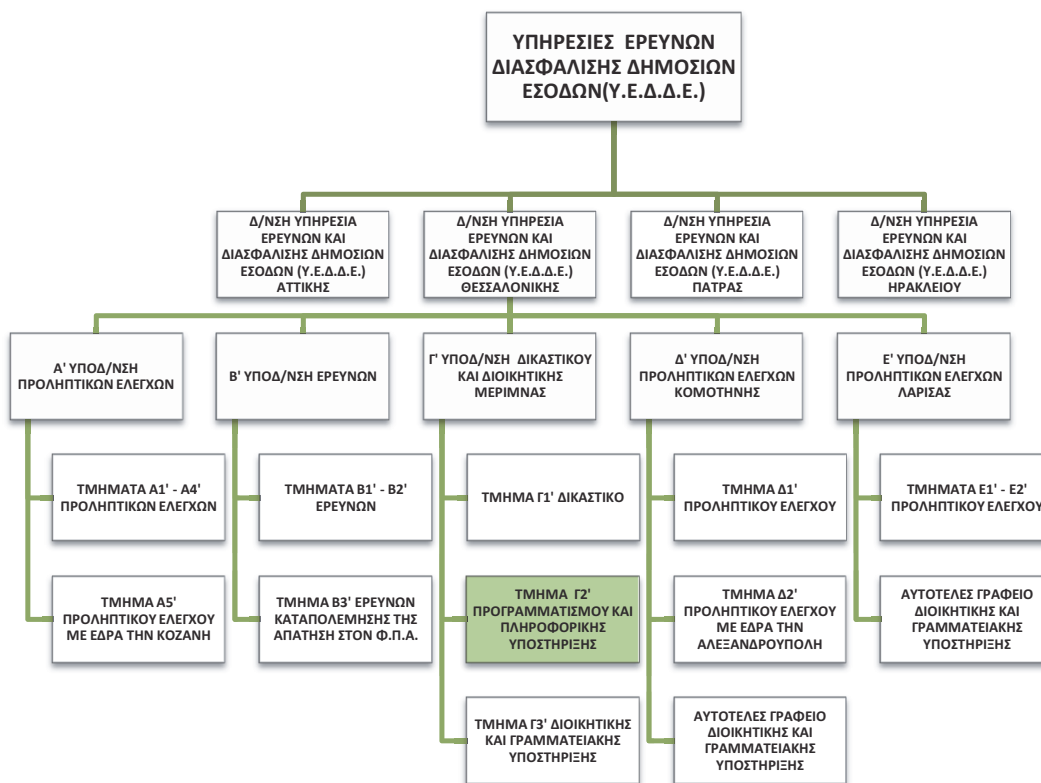 ΥΠΗΡΕΣΙΕΣ ΕΡΕΥΝΩΝ
ΔΙΑΣΦΑΛΙΣΗΣ ΔΗΜΟΣΙΩΝ
ΕΣΟΔΩΝ(Υ.Ε.Δ.Δ.Ε.)
Δ/ΝΣΗ ΥΠΗΡΕΣΙΑ
ΕΡΕΥΝΩΝ ΚΑΙ
ΔΙΑΣΦΑΛΙΣΗΣ ΔΗΜΟΣΙΩΝ
ΕΣΟΔΩΝ (Υ.Ε.Δ.Δ.Ε.)
ΑΤΤΙΚΗΣ
Δ/ΝΣΗ ΥΠΗΡΕΣΙΑ
ΕΡΕΥΝΩΝ ΚΑΙ
ΔΙΑΣΦΑΛΙΣΗΣ ΔΗΜΟΣΙΩΝ
ΕΣΟΔΩΝ (Υ.Ε.Δ.Δ.Ε.)
ΘΕΣΣΑΛΟΝΙΚΗΣ
Δ/ΝΣΗ ΥΠΗΡΕΣΙΑ
ΕΡΕΥΝΩΝ ΚΑΙ
ΔΙΑΣΦΑΛΙΣΗΣ ΔΗΜΟΣΙΩΝ
ΕΣΟΔΩΝ (Υ.Ε.Δ.Δ.Ε.)
ΠΑΤΡΑΣ
Δ/ΝΣΗ ΥΠΗΡΕΣΙΑ
ΕΡΕΥΝΩΝ ΚΑΙ
ΔΙΑΣΦΑΛΙΣΗΣ ΔΗΜΟΣΙΩΝ
ΕΣΟΔΩΝ (Υ.Ε.Δ.Δ.Ε.)
ΗΡΑΚΛΕΙΟΥ
Α' ΥΠΟΔ/ΝΣΗ
ΠΡΟΛΗΠΤΙΚΩΝ ΕΛΕΓΧΩΝ
Β' ΥΠΟΔ/ΝΣΗ ΕΡΕΥΝΩΝ
Γ' ΥΠΟΔ/ΝΣΗ ΔΙΚΑΣΤΙΚΟΥ
ΚΑΙ ΔΙΟΙΚΗΤΙΚΗΣ
ΜΕΡΙΜΝΑΣ
Δ' ΥΠΟΔ/ΝΣΗ
ΠΡΟΛΗΠΤΙΚΩΝ ΕΛΕΓΧΩΝ
ΚΟΜΟΤΗΝΗΣ
Ε' ΥΠΟΔ/ΝΣΗ
ΠΡΟΛΗΠΤΙΚΩΝ ΕΛΕΓΧΩΝ
ΛΑΡΙΣΑΣ
ΤΜΗΜΑΤΑ Α1' - Α4'
ΠΡΟΛΗΠΤΙΚΩΝ ΕΛΕΓΧΩΝ
ΤΜΗΜΑΤΑ Β1' - Β2'
ΕΡΕΥΝΩΝ
ΤΜΗΜΑ Γ1' ΔΙΚΑΣΤΙΚΟ
ΤΜΗΜΑ Δ1'
ΠΡΟΛΗΠΤΙΚΟΥ ΕΛΕΓΧΟΥ
ΤΜΗΜΑΤΑ Ε1' - Ε2'
ΠΡΟΛΗΠΤΙΚΟΥ ΕΛΕΓΧΟΥ
ΤΜΗΜΑ Α5'
ΠΡΟΛΗΠΤΙΚΟΥ ΕΛΕΓΧΟΥ
ΜΕ ΕΔΡΑ ΤΗΝ ΚΟΖΑΝΗ
ΤΜΗΜΑ Β3' ΕΡΕΥΝΩΝ
ΚΑΤΑΠΟΛΕΜΗΣΗΣ ΤΗΣ
ΑΠΑΤΗΣΗ ΣΤΟΝ Φ.Π.Α.
ΤΜΗΜΑ Γ2'
ΠΡΟΓΡΑΜΜΑΤΙΣΜΟΥ ΚΑΙ
ΠΛΗΡΟΦΟΡΙΚΗΣ
ΥΠΟΣΤΗΡΙΞΗΣ
ΤΜΗΜΑ Δ2'
ΠΡΟΛΗΠΤΙΚΟΥ ΕΛΕΓΧΟΥ
ΜΕ ΕΔΡΑ ΤΗΝ
ΑΛΕΞΑΝΔΡΟΥΠΟΛΗ
ΑΥΤΟΤΕΛΕΣ ΓΡΑΦΕΙΟ
ΔΙΟΙΚΗΤΙΚΗΣ ΚΑΙ
ΓΡΑΜΜΑΤΕΙΑΚΗΣ
ΥΠΟΣΤΗΡΙΞΗΣ
ΤΜΗΜΑ Γ3' ΔΙΟΙΚΗΤΙΚΗΣ
ΚΑΙ ΓΡΑΜΜΑΤΕΙΑΚΗΣ
ΥΠΟΣΤΗΡΙΞΗΣ
ΑΥΤΟΤΕΛΕΣ ΓΡΑΦΕΙΟ
ΔΙΟΙΚΗΤΙΚΗΣ ΚΑΙ
ΓΡΑΜΜΑΤΕΙΑΚΗΣ
ΥΠΟΣΤΗΡΙΞΗΣ